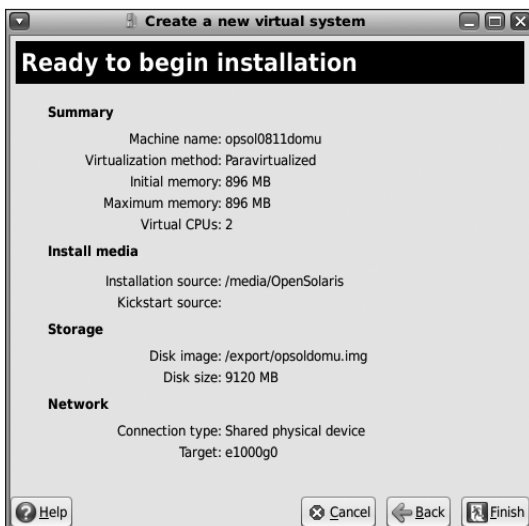 Create a new virtual system
Ready to begin installation
Summary
Machine name: opsol0811domu
Virtualization method: Paravirtualized
Initial memory: 896 MB
Maximum memory: 896 MB
Virtual CPUs: 2
Install media
Installation source: /media/OpenSolaris
Kickstart source:
Storage
Disk image: /export/opsoldomu.img
Disk size: 9120 MB
Network
Connection type: Shared physical device
Target: e1000g0
Help Cancel Back Finish